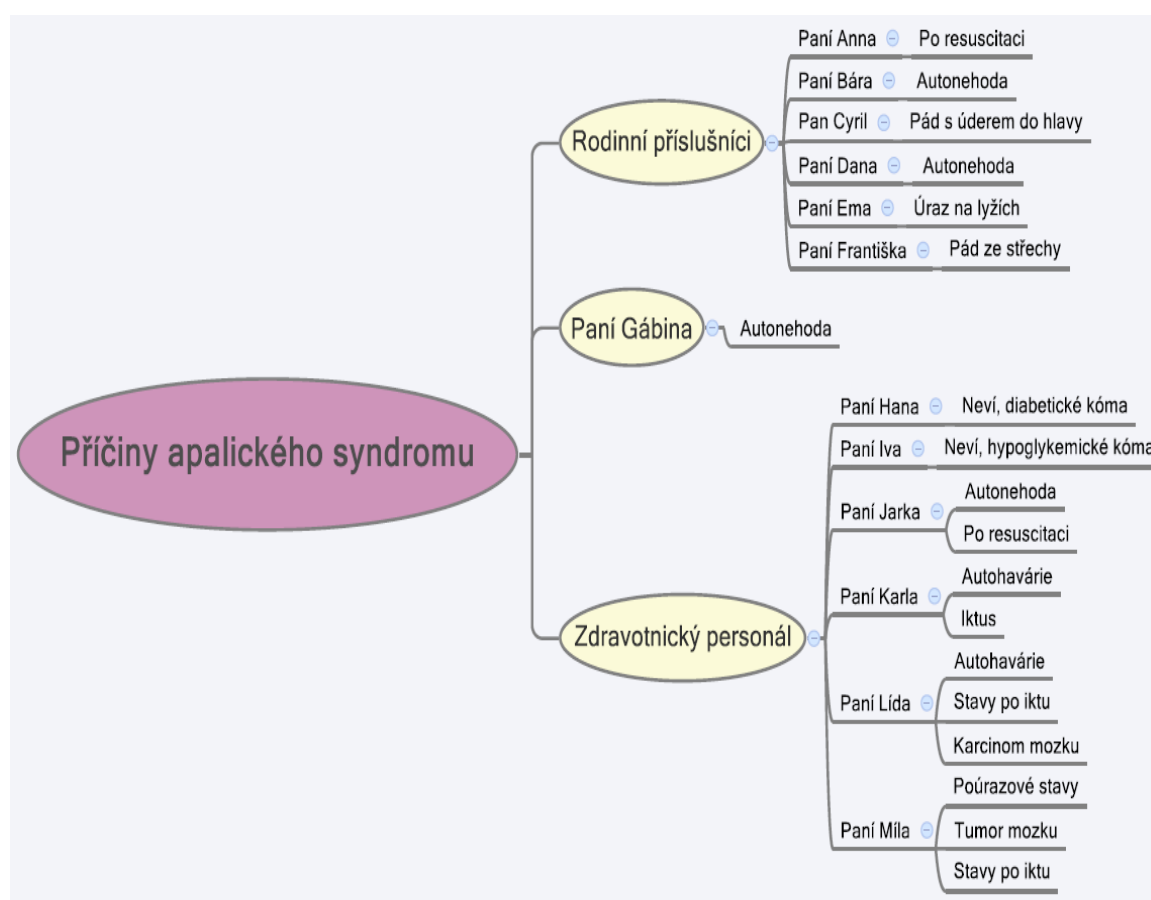 Příčiny apalického syndromu
Rodinní příslušníci
Paní Anna Po resuscitaci
Paní Bára Autonehoda
Pan Cyril Pád s úderem do hlavy
Paní Dana Autonehoda
Paní Ema Úraz na lyžích
Paní Františka Pád ze střechy
Paní Gábina
Autonehoda
Zdravotnický personál
Paní Hana Neví, diabetické kóma
Paní Iva Neví, hypoglykemické kóma
Paní Jarka
Autonehoda
Po resuscitaci
Paní Karla
Autohavárie
Iktus
Paní Lída
Autohavárie
Stavy po iktu
Karcinom mozku
Paní Míla
Poúrazové stavy
Tumor mozku
Stavy po iktu